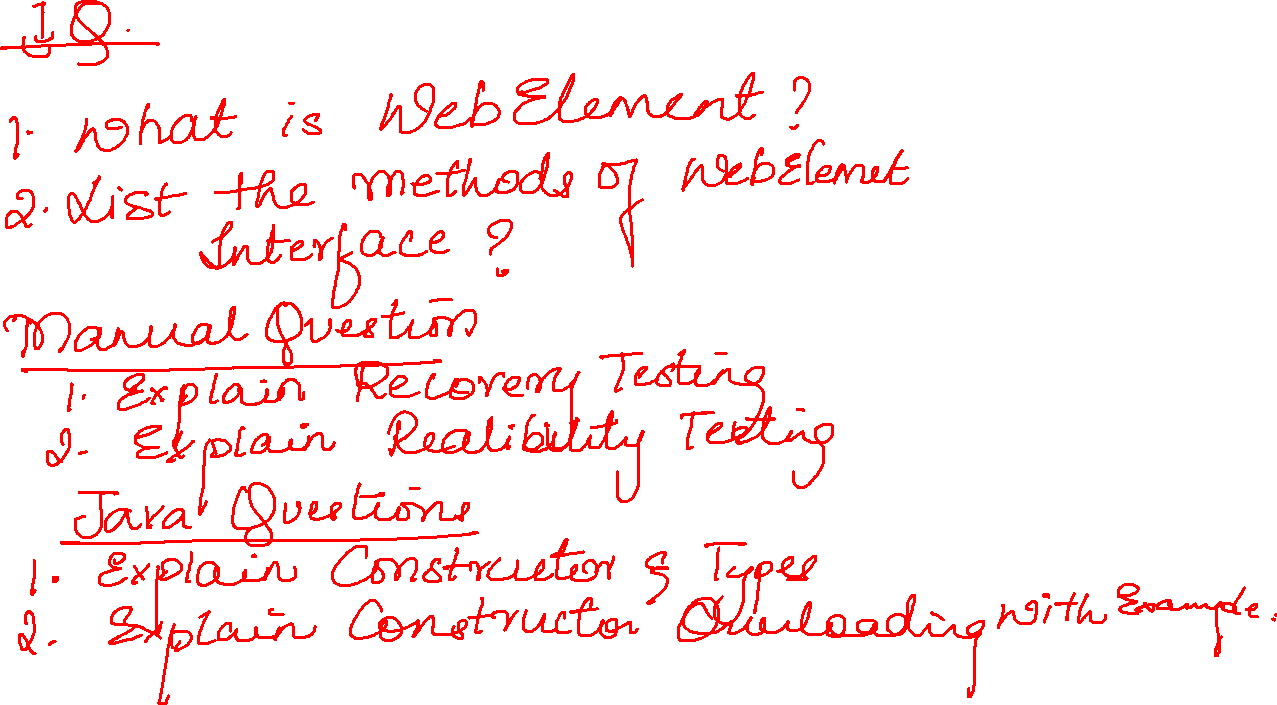 IQ.
1. What is WebElement?
2. List the methods of WebElemet
Interface?
Manual Question
1. Explain Recovery Testing
2. Explain Realibility Testing
Java Questions
1. Explain Constructor & Types
2. Explain Constructor Overloading with Example.